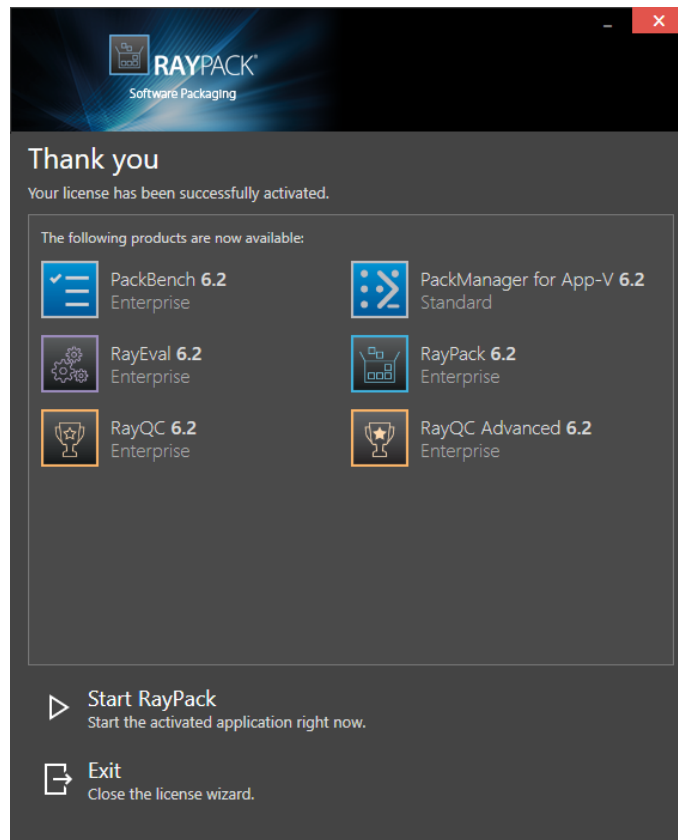 RAYPACK®
Software Packaging
Thank you
Your license has been successfully activated.
The following products are now available:
PackBench 6.2
Enterprise
PackManager for App-V 6.2
Standard
RayEval 6.2
Enterprise
RayPack 6.2
Enterprise
RayQC 6.2
Enterprise
RayQC Advanced 6.2
Enterprise
Start RayPack
Start the activated application right now.
Exit
Close the license wizard.